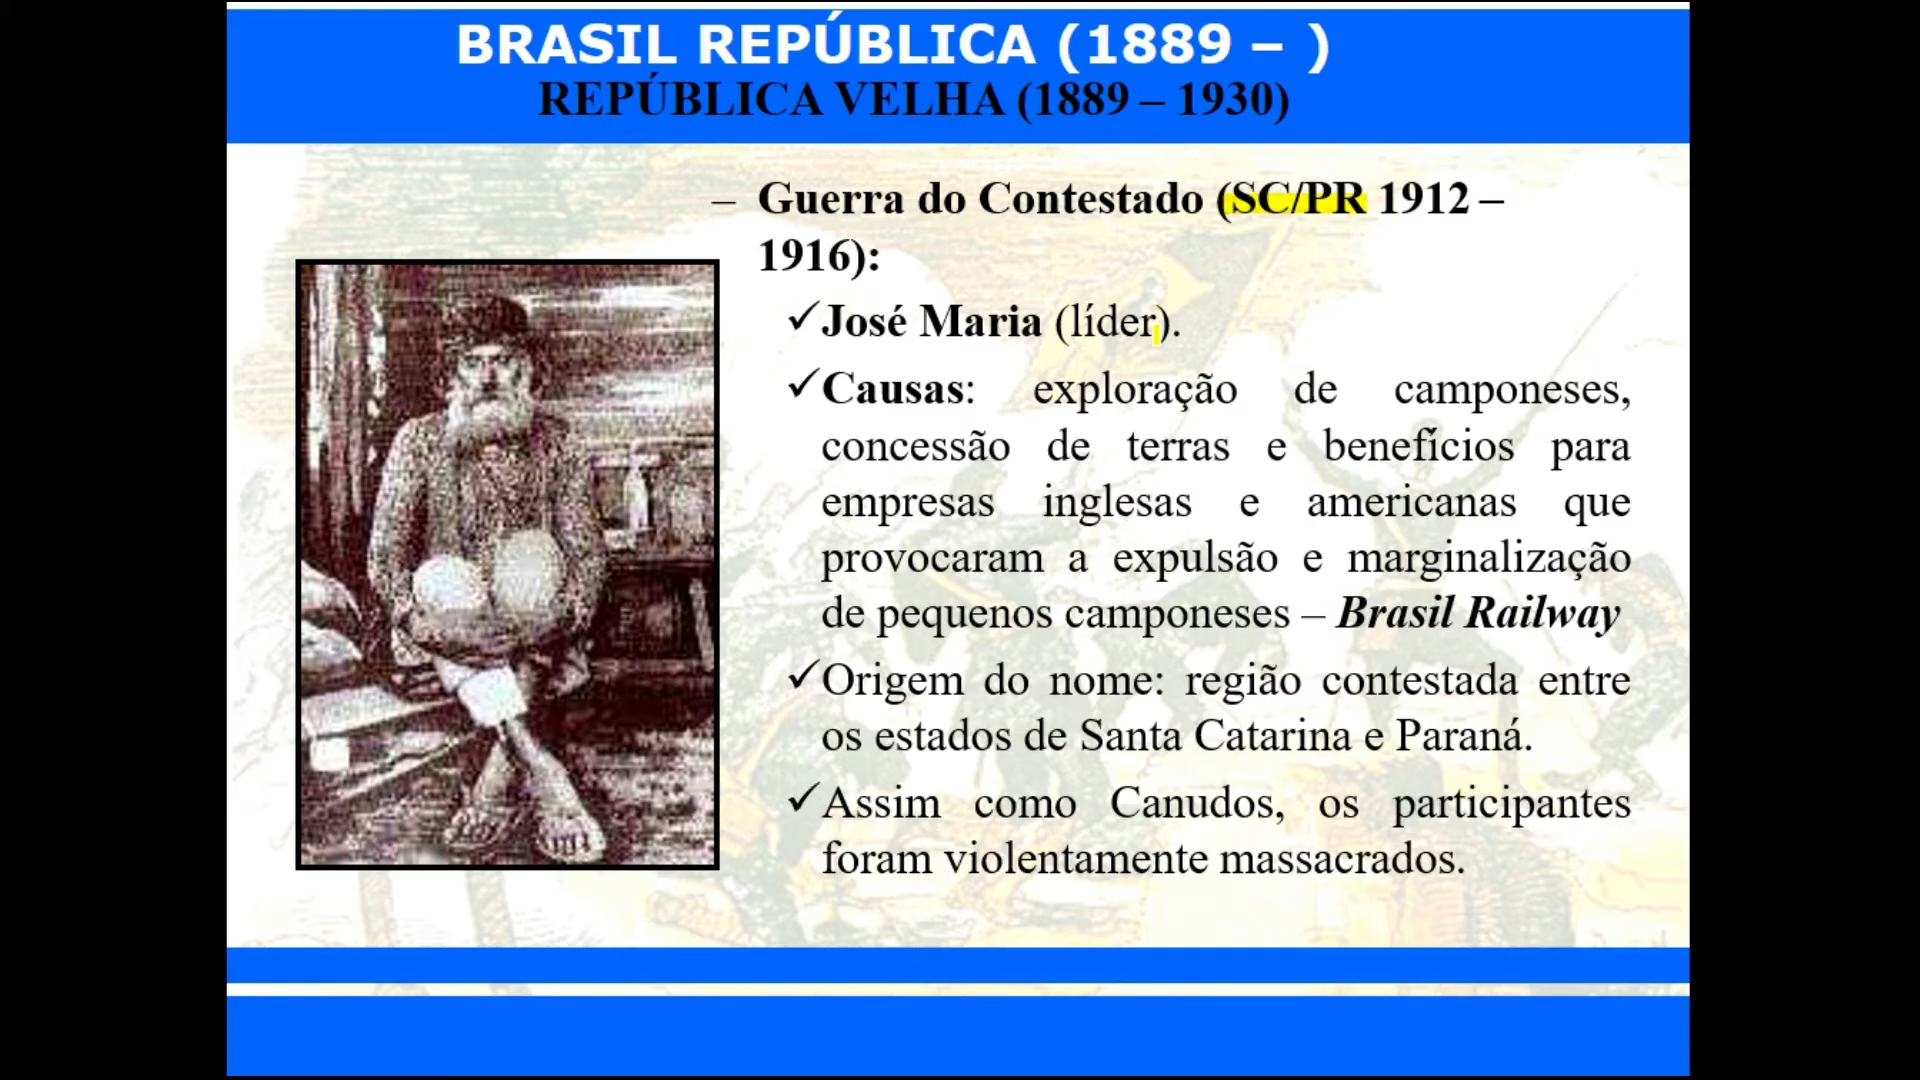 BRASIL REPÚBLICA (1889 – )
REPÚBLICA VELHA (1889 – 1930)
– Guerra do Contestado (SC/PR 1912 –
1916):
✓José Maria (líder).
✓Causas: exploração de camponeses,
concessão de terras e benefícios para
empresas inglesas e americanas que
provocaram a expulsão e marginalização
de pequenos camponeses – Brasil Railway
✓Origem do nome: região contestada entre
os estados de Santa Catarina e Paraná.
✓Assim como Canudos, os participantes
foram violentamente massacrados.